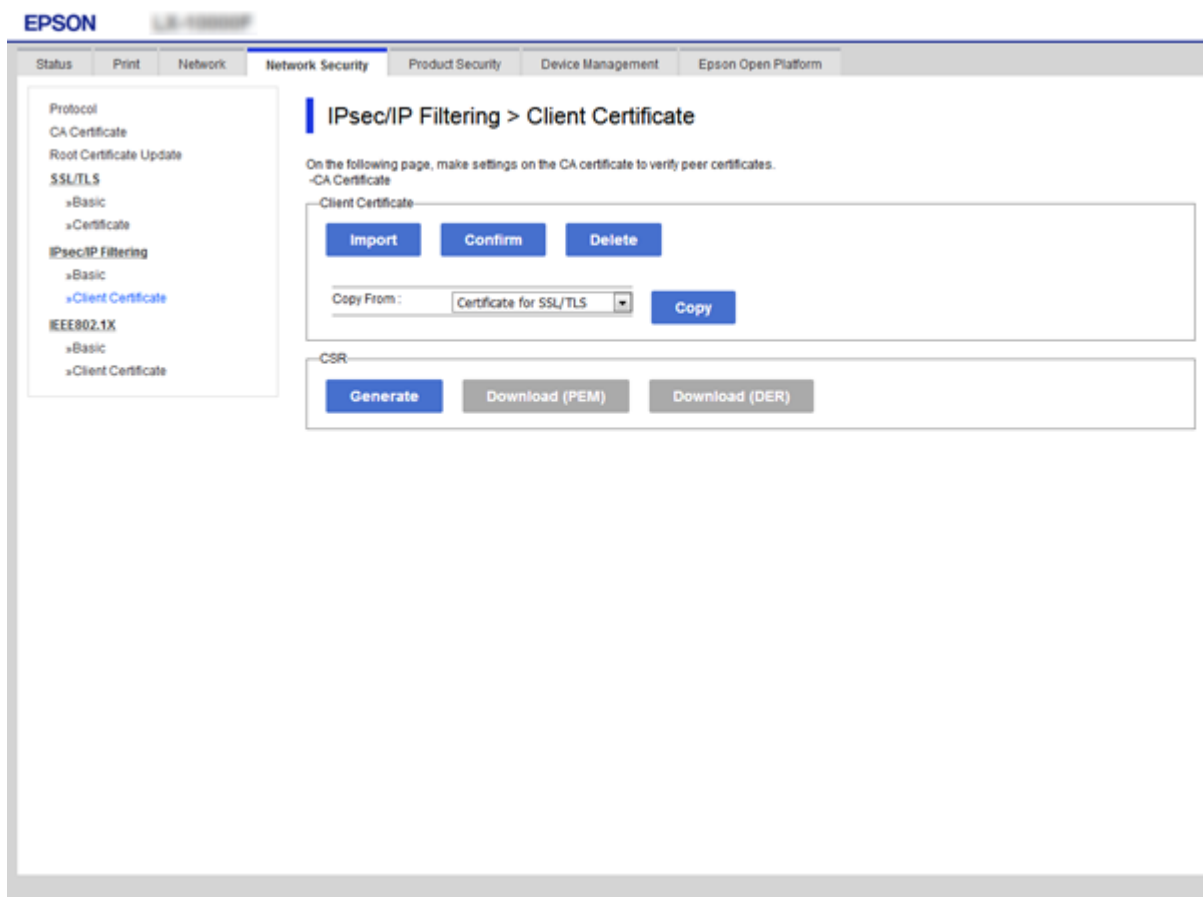 EPSON
Status Print Network Network Security Product Security Device Management Epson Open Platform
Protocol
CA Certificate
Root Certificate Update
SSL/TLS
»Basic
»Certificate
IPsec/IP Filtering
»Basic
»Client Certificate
IEEE802.1X
»Basic
»Client Certificate
IPsec/IP Filtering > Client Certificate
On the following page, make settings on the CA certificate to verify peer certificates.
-CA Certificate
Client Certificate
Import Confirm Delete
Copy From : Certificate for SSL/TLS Copy
CSR
Generate Download (PEM) Download (DER)